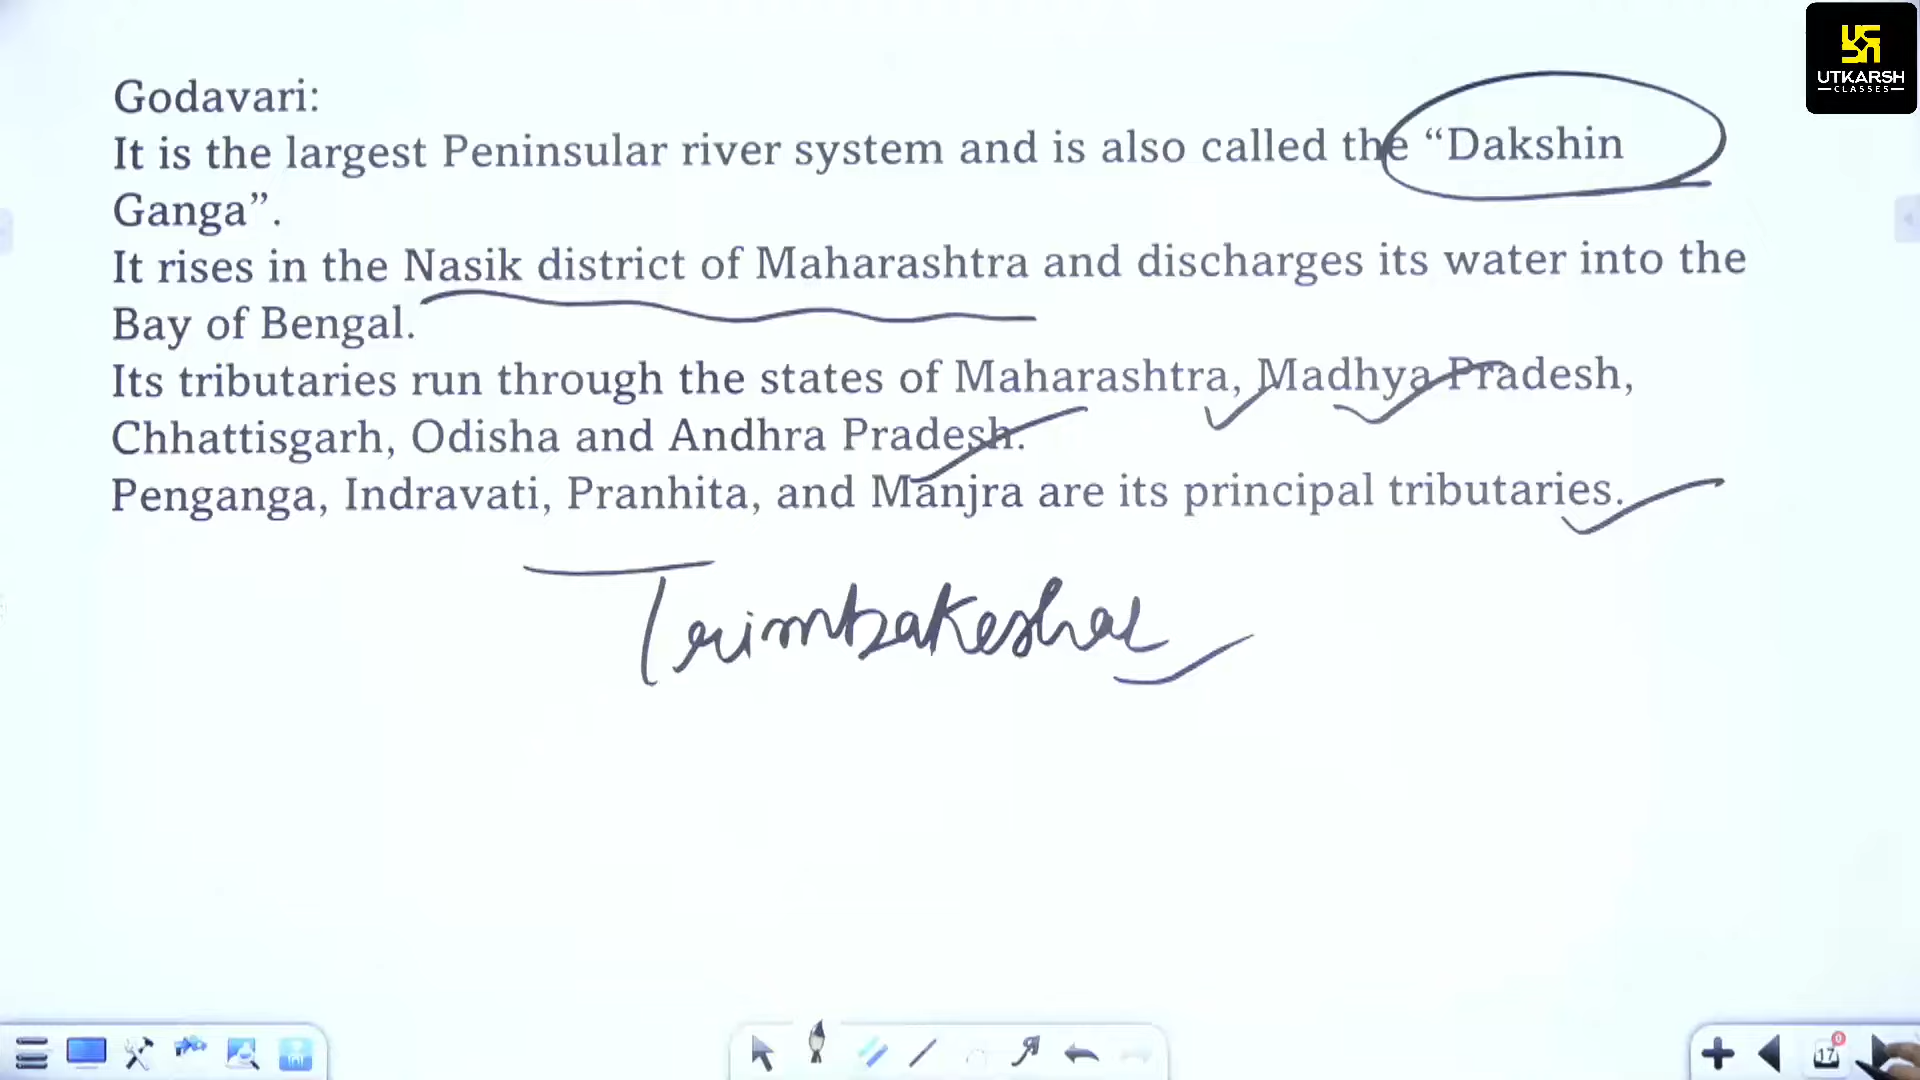 UTKARSH
CLASSES
Godavari:
It is the largest Peninsular river system and is also called the “Dakshin
Ganga”.
It rises in the Nasik district of Maharashtra and discharges its water into the
Bay of Bengal.
Its tributaries run through the states of Maharashtra, Madhya Pradesh,
Chhattisgarh, Odisha and Andhra Pradesh.
Penganga, Indravati, Pranhita, and Manjra are its principal tributaries.
Trimbakeshar
17
0